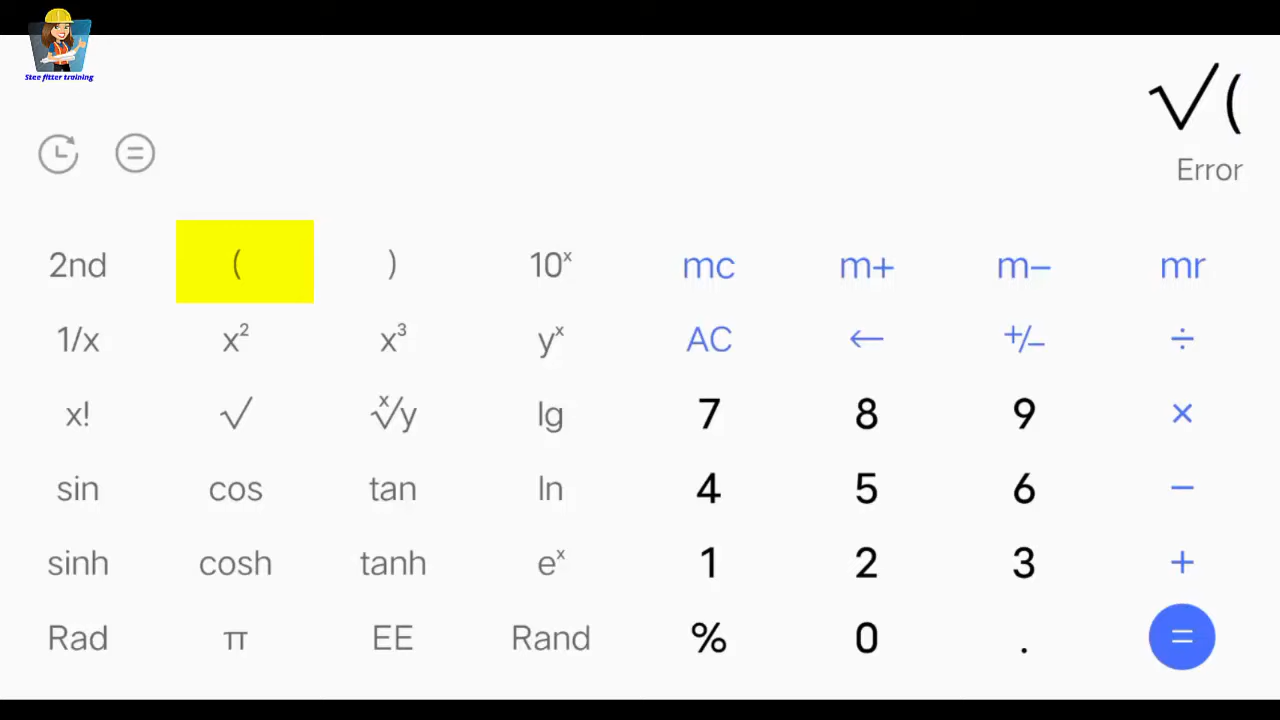 Stee fitter training
√(
Error
2nd ( ) 10ˣ mc m+ m− mr
1/x x² x³ yˣ AC ← +/− ÷
x! √ ˣ√y lg 7 8 9 ×
sin cos tan ln 4 5 6 −
sinh cosh tanh eˣ 1 2 3 +
Rad π EE Rand % 0 . =